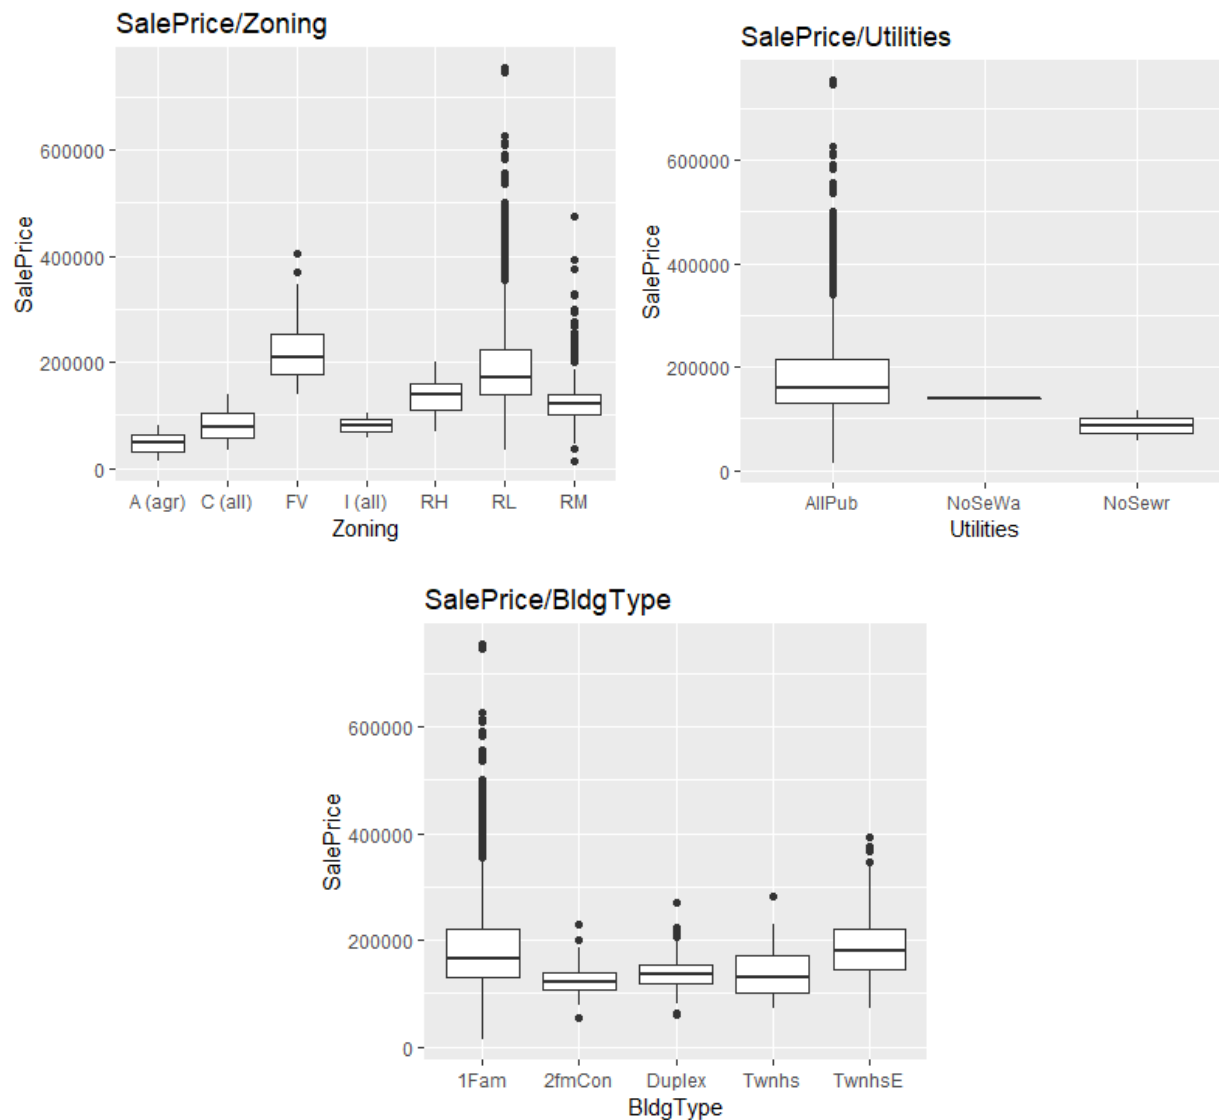 SalePrice/Zoning
SalePrice
600000
400000
200000
0
A (agr) C (all) FV I (all) RH RL RM
Zoning
SalePrice/Utilities
SalePrice
600000
400000
200000
0
AllPub NoSeWa NoSewr
Utilities
SalePrice/BldgType
SalePrice
600000
400000
200000
0
1Fam 2fmCon Duplex Twnhs TwnhsE
BldgType